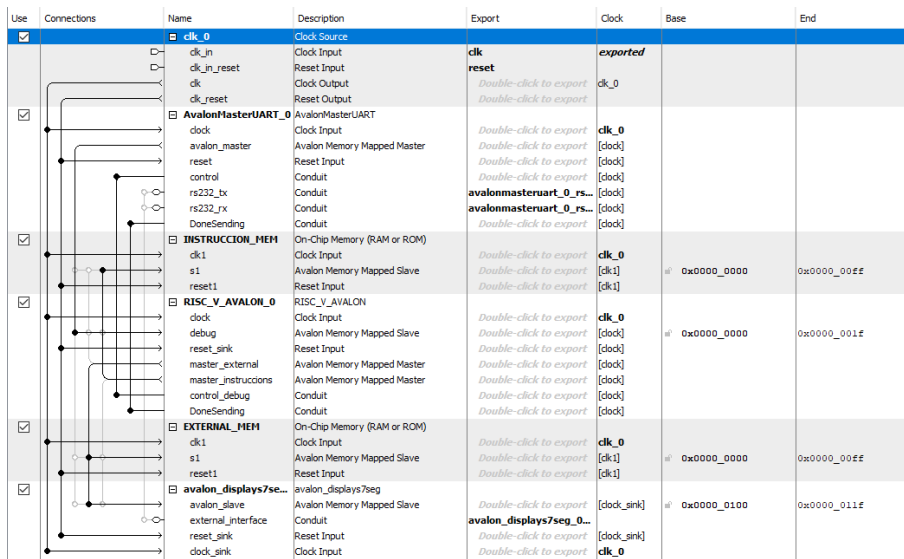 Use Connections Name Description Export Clock Base End
clk_0 Clock Source
clk_in Clock Input clk exported
clk_in_reset Reset Input reset
clk Clock Output Double-click to export clk_0
clk_reset Reset Output Double-click to export
AvalonMasterUART_0 AvalonMasterUART
clock Clock Input Double-click to export clk_0
avalon_master Avalon Memory Mapped Master Double-click to export [clock]
reset Reset Input Double-click to export [clock]
control Conduit Double-click to export [clock]
rs232_tx Conduit avalonmasteruart_0_rs... [clock]
rs232_rx Conduit avalonmasteruart_0_rs... [clock]
DoneSending Conduit Double-click to export [clock]
INSTRUCCION_MEM On-Chip Memory (RAM or ROM)
clk1 Clock Input Double-click to export clk_0
s1 Avalon Memory Mapped Slave Double-click to export [clk1] 0x0000_0000 0x0000_00ff
reset1 Reset Input Double-click to export [clk1]
RISC_V_AVALON_0 RISC_V_AVALON
clock Clock Input Double-click to export clk_0
debug Avalon Memory Mapped Slave Double-click to export [clock] 0x0000_0000 0x0000_001f
reset_sink Reset Input Double-click to export [clock]
master_external Avalon Memory Mapped Master Double-click to export [clock]
master_instruccions Avalon Memory Mapped Master Double-click to export [clock]
control_debug Conduit Double-click to export [clock]
DoneSending Conduit Double-click to export [clock]
EXTERNAL_MEM On-Chip Memory (RAM or ROM)
clk1 Clock Input Double-click to export clk_0
s1 Avalon Memory Mapped Slave Double-click to export [clk1] 0x0000_0000 0x0000_00ff
reset1 Reset Input Double-click to export [clk1]
avalon_displays7se... avalon_displays7seg
avalon_slave Avalon Memory Mapped Slave Double-click to export [clock_sink] 0x0000_0100 0x0000_011f
external_interface Conduit avalon_displays7seg_0...
reset_sink Reset Input Double-click to export [clock_sink]
clock_sink Clock Input Double-click to export clk_0